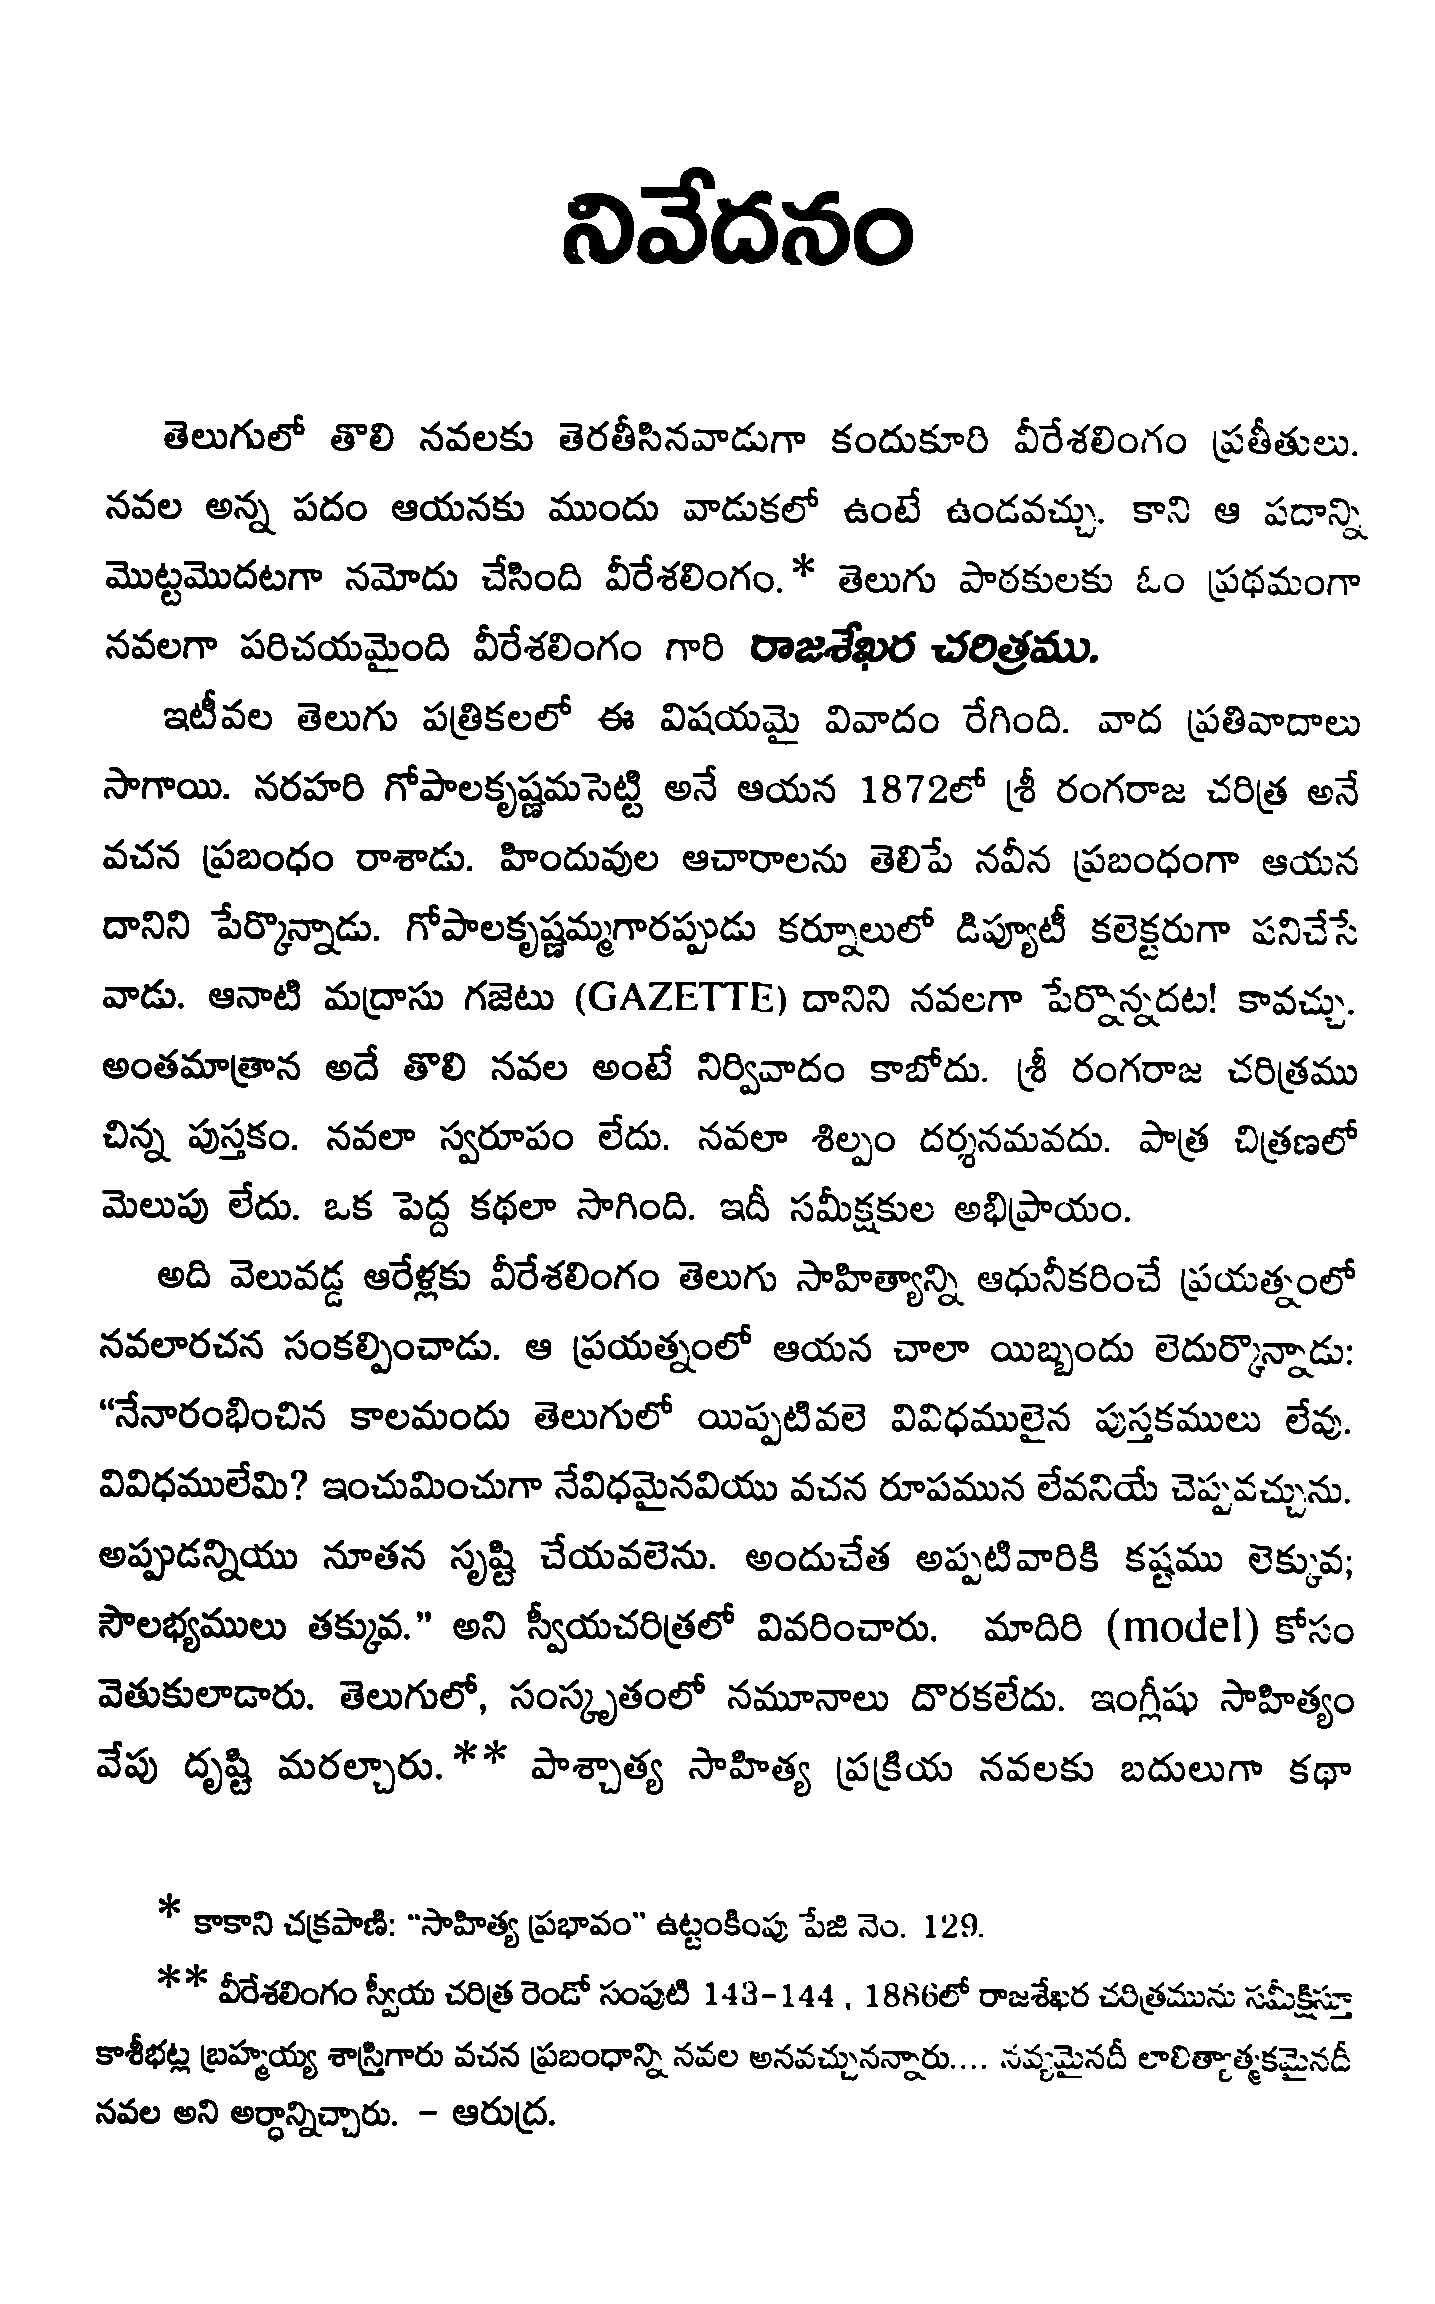 నివేదనం
తెలుగులో తొలి నవలకు తెరతీసినవాడుగా కందుకూరి వీరేశలింగం ప్రతీతులు.
నవల అన్న పదం ఆయనకు ముందు వాడుకలో ఉంటే ఉండవచ్చు. కాని ఆ పదాన్ని
మొట్టమొదటగా నమోదు చేసింది వీరేశలింగం.* తెలుగు పాఠకులకు ఓం ప్రథమంగా
నవలగా పరిచయమైంది వీరేశలింగం గారి రాజశేఖర చరిత్రము.
ఇటీవల తెలుగు పత్రికలలో ఈ విషయమై వివాదం రేగింది. వాద ప్రతివాదాలు
సాగాయి. నరహరి గోపాలకృష్ణమసెట్టి అనే ఆయన 1872లో శ్రీ రంగరాజ చరిత్ర అనే
వచన ప్రబంధం రాశాడు. హిందువుల ఆచారాలను తెలిపే నవీన ప్రబంధంగా ఆయన
దానిని పేర్కొన్నాడు. గోపాలకృష్ణమ్మగారప్పుడు కర్నూలులో డిప్యూటీ కలెక్టరుగా పనిచేసే
వాడు. ఆనాటి మద్రాసు గజెటు (GAZETTE) దానిని నవలగా పేర్నొన్నదట! కావచ్చు.
అంతమాత్రాన అదే తొలి నవల అంటే నిర్వివాదం కాబోదు. శ్రీ రంగరాజ చరిత్రము
చిన్న పుస్తకం. నవలా స్వరూపం లేదు. నవలా శిల్పం దర్శనమవదు. పాత్ర చిత్రణలో
మెలుపు లేదు. ఒక పెద్ద కథలా సాగింది. ఇదీ సమీక్షకుల అభిప్రాయం.
అది వెలువడ్డ ఆరేళ్లకు వీరేశలింగం తెలుగు సాహిత్యాన్ని ఆధునీకరించే ప్రయత్నంలో
నవలారచన సంకల్పించాడు. ఆ ప్రయత్నంలో ఆయన చాలా యిబ్బందు లెదుర్కొన్నాడు:
“నేనారంభించిన కాలమందు తెలుగులో యిప్పటివలె వివిధములైన పుస్తకములు లేవు.
వివిధములేమి? ఇంచుమించుగా నేవిధమైనవియు వచన రూపమున లేవనియే చెప్పవచ్చును.
అప్పుడన్నియు నూతన సృష్టి చేయవలెను. అందుచేత అప్పటివారికి కష్టము లెక్కువ;
సౌలభ్యములు తక్కువ.” అని స్వీయచరిత్రలో వివరించారు. మాదిరి (model) కోసం
వెతుకులాడారు. తెలుగులో, సంస్కృతంలో నమూనాలు దొరకలేదు. ఇంగ్లీషు సాహిత్యం
వేపు దృష్టి మరల్చారు.** పాశ్చాత్య సాహిత్య ప్రక్రియ నవలకు బదులుగా కథా
* కాకాని చక్రపాణి: “సాహిత్య ప్రభావం” ఉట్టంకింపు పేజి నెం. 129.
** వీరేశలింగం స్వీయ చరిత్ర రెండో సంపుటి 143-144, 1886లో రాజశేఖర చరిత్రమును సమీక్షిస్తూ
కాశీభట్ల బ్రహ్మయ్య శాస్త్రిగారు వచన ప్రబంధాన్ని నవల అనవచ్చునన్నారు.... నవ్యమైనదీ లాలిత్యాత్మకమైనదీ
నవల అని అర్ధాన్నిచ్చారు. - ఆరుద్ర.